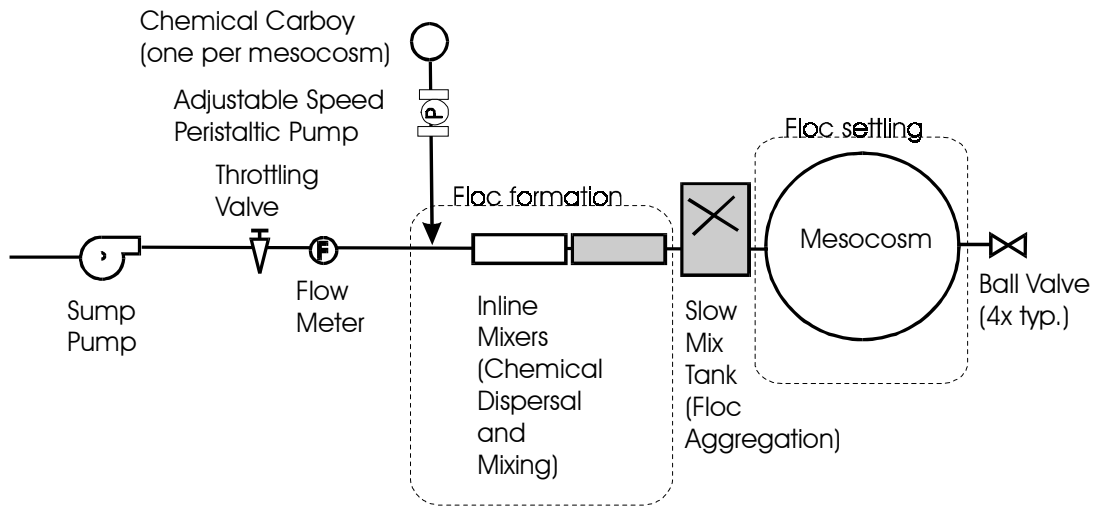 Chemical Carboy
(one per mesocosm)
Adjustable Speed
Peristaltic Pump
P
Throttling
Valve
F
Flow
Meter
Sump
Pump
Floc formation
Inline
Mixers
(Chemical
Dispersal
and
Mixing)
Slow
Mix
Tank
(Floc
Aggregation)
Floc settling
Mesocosm
Ball Valve
(4x typ.)